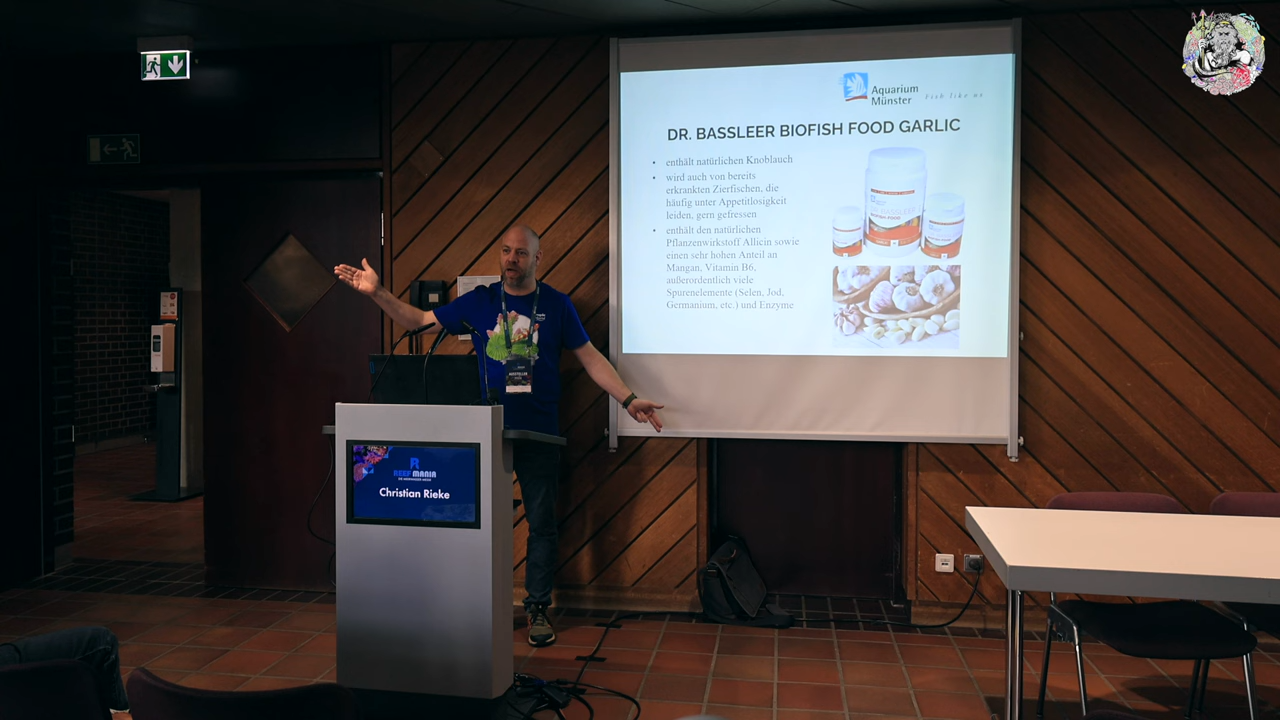 Aquarium
Münster
Fish like us
DR. BASSLEER BIOFISH FOOD GARLIC
• enthält natürlichen Knoblauch
• wird auch von bereits
erkrankten Zierfischen, die
häufig unter Appetitlosigkeit
leiden, gern gefressen
• enthält den natürlichen
Pflanzenwirkstoff Allicin sowie
einen sehr hohen Anteil an
Mangan, Vitamin B6,
außerordentlich viele
Spurenelemente (Selen, Jod,
Germanium, etc.) und Enzyme
BIOFISH FOOD
REEF MANIA
Christian Rieke